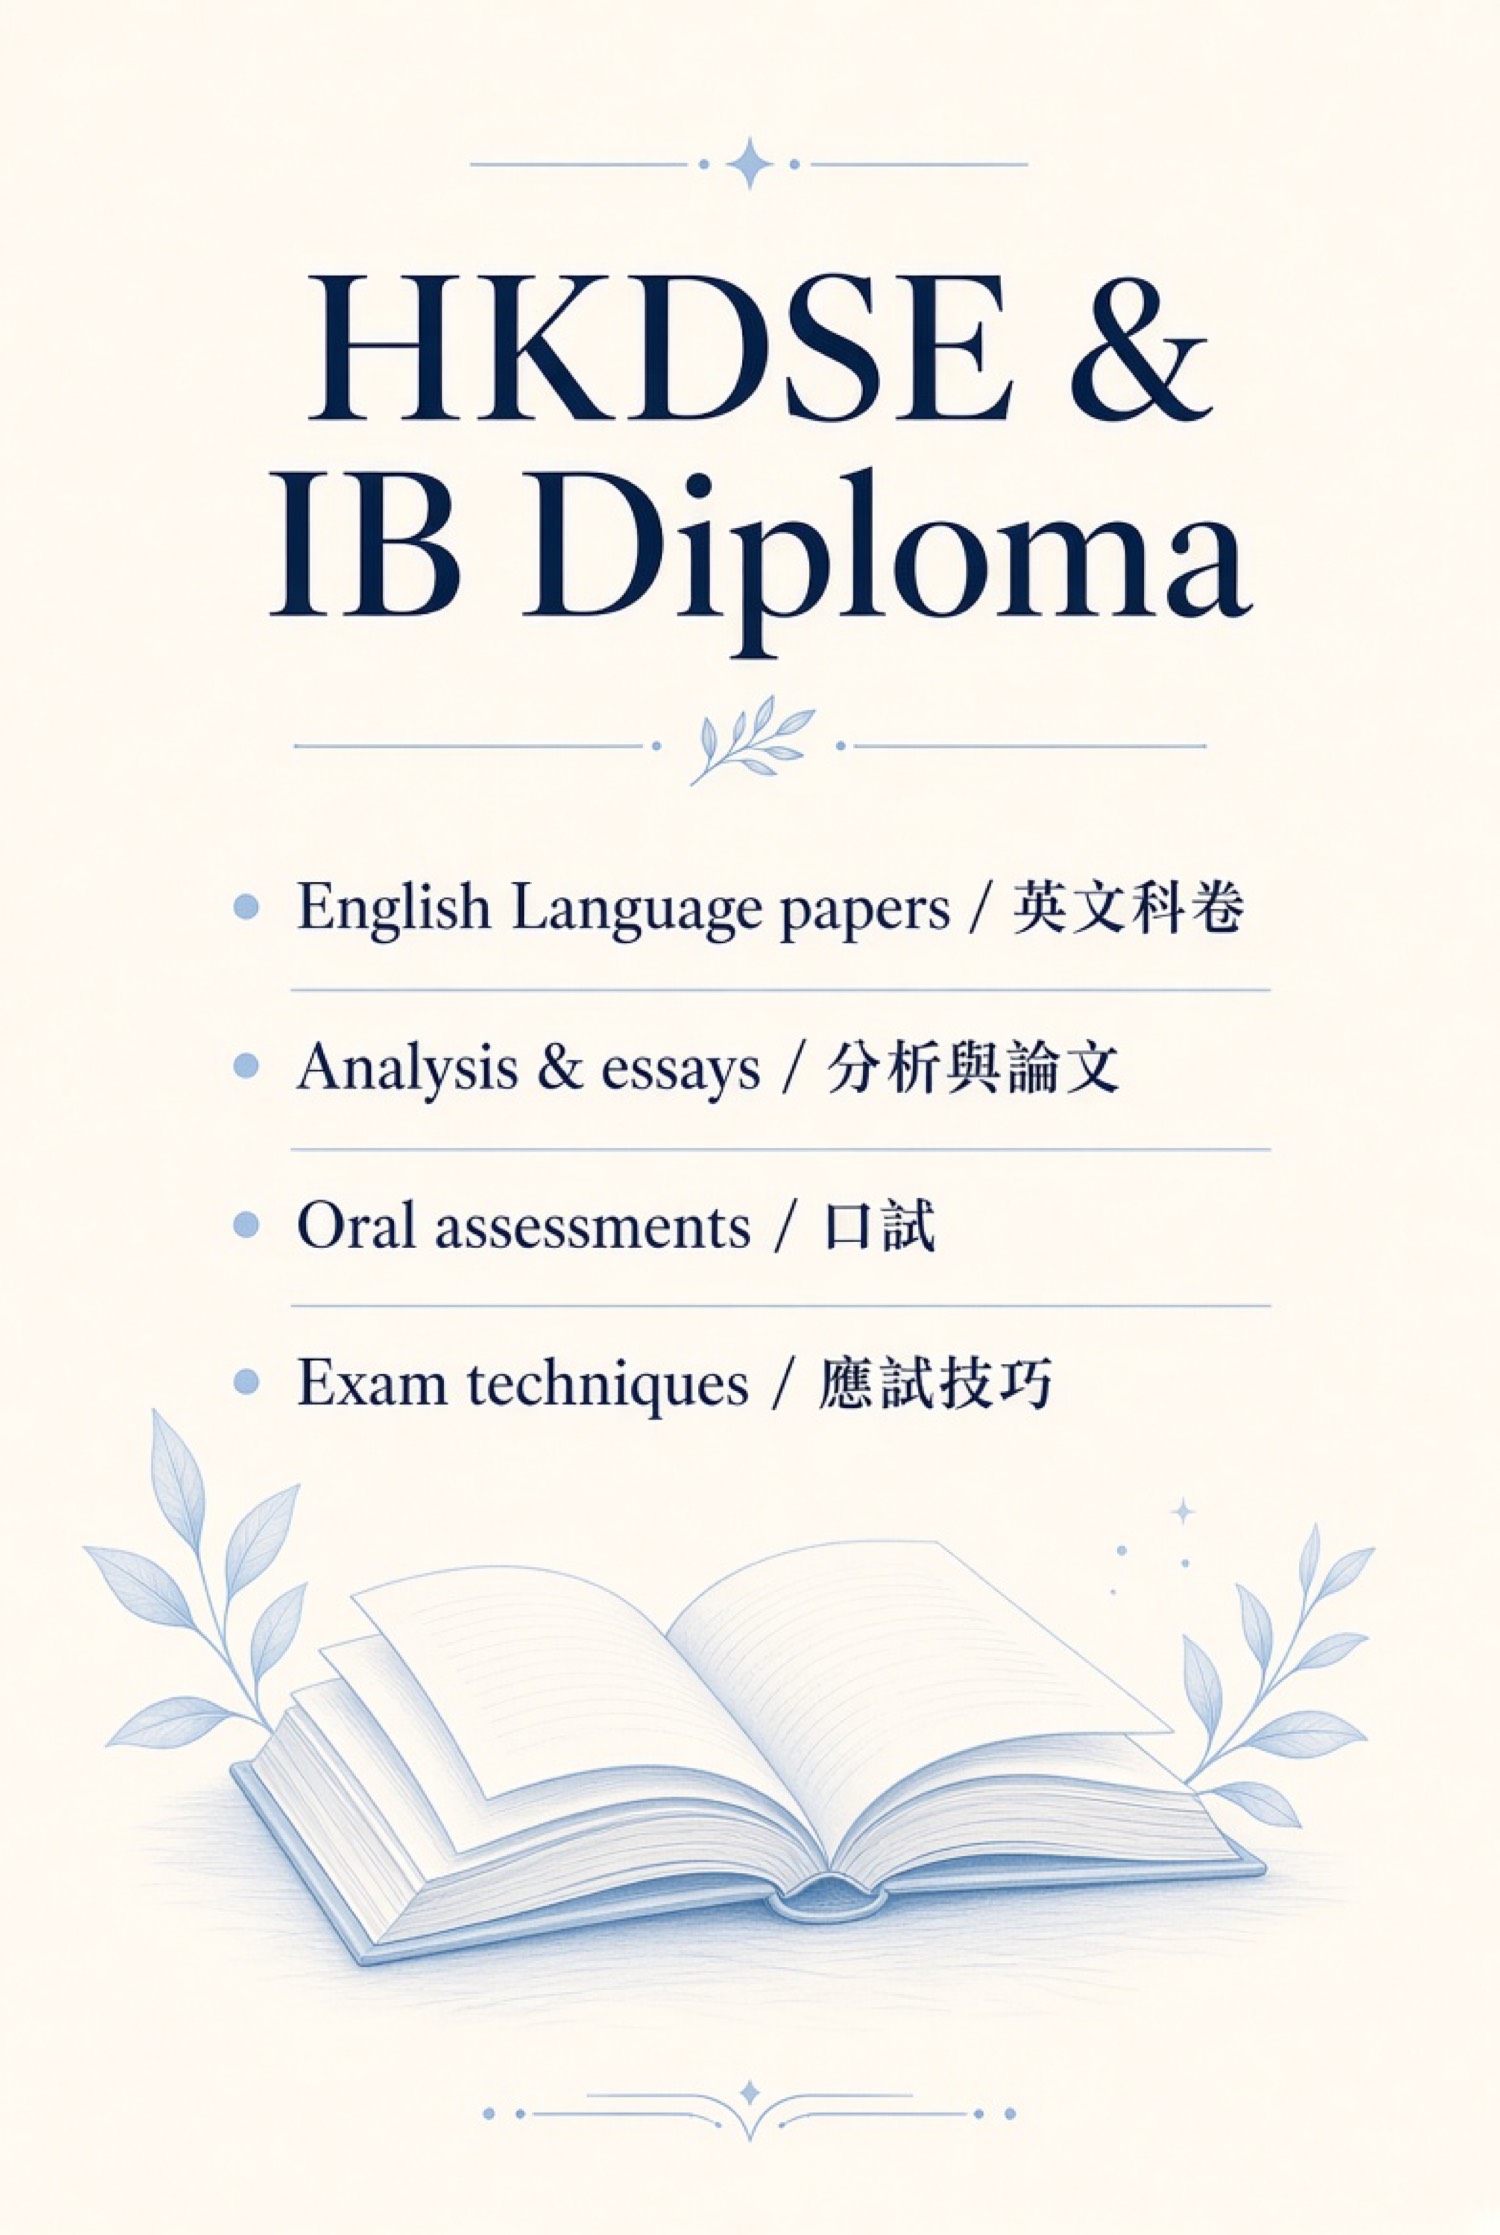 HKDSE &
IB Diploma
English Language papers / 英文科卷
Analysis & essays / 分析與論文
Oral assessments / 口試
Exam techniques / 應試技巧